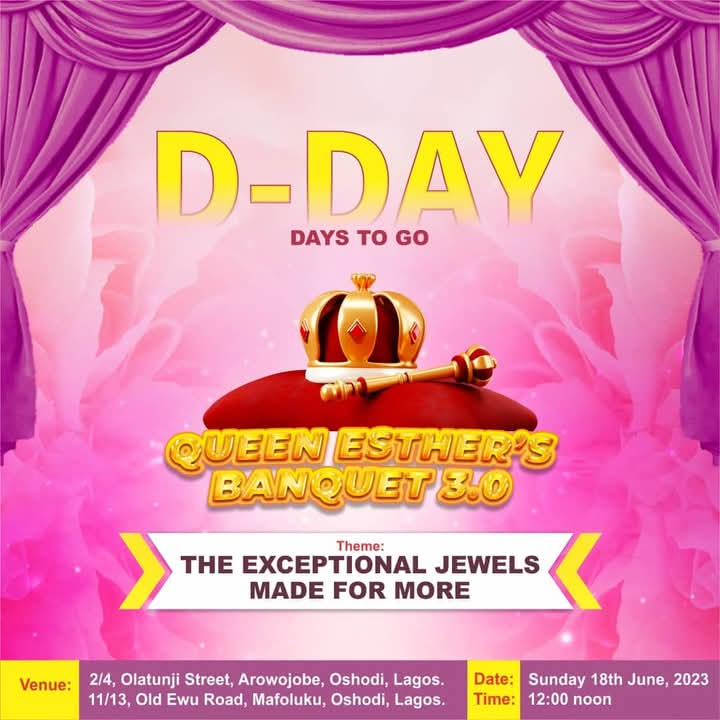 D-DAY
DAYS TO GO
QUEEN ESTHER'S
BANQUET 3.0
Theme:
THE EXCEPTIONAL JEWELS
MADE FOR MORE
Venue:
2/4, Olatunji Street, Arowojobe, Oshodi, Lagos.
11/13, Old Ewu Road, Mafoluku, Oshodi, Lagos.
Date: Sunday 18th June, 2023
Time: 12:00 noon